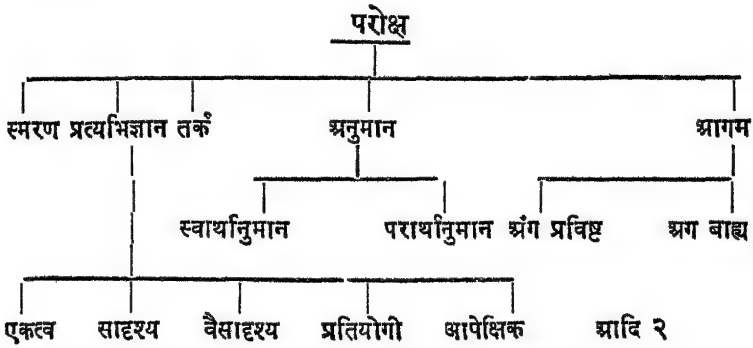 परोक्ष
स्मरण प्रत्यभिज्ञान तर्क अनुमान आगम
स्वार्थानुमान परार्थानुमान अंग प्रविष्ट अग बाह्य
एकत्व सादृश्य वैसादृश्य प्रतियोगी आपेक्षिक आदि २